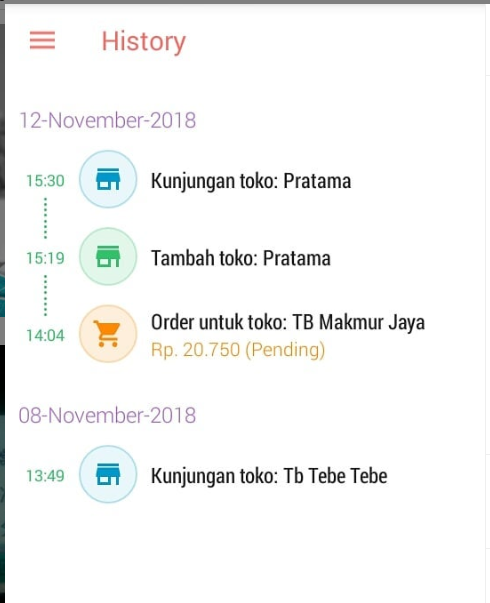 History
12-November-2018
15:30
Kunjungan toko: Pratama
15:19
Tambah toko: Pratama
14:04
Order untuk toko: TB Makmur Jaya
Rp. 20.750 (Pending)
08-November-2018
13:49
Kunjungan toko: Tb Tebe Tebe